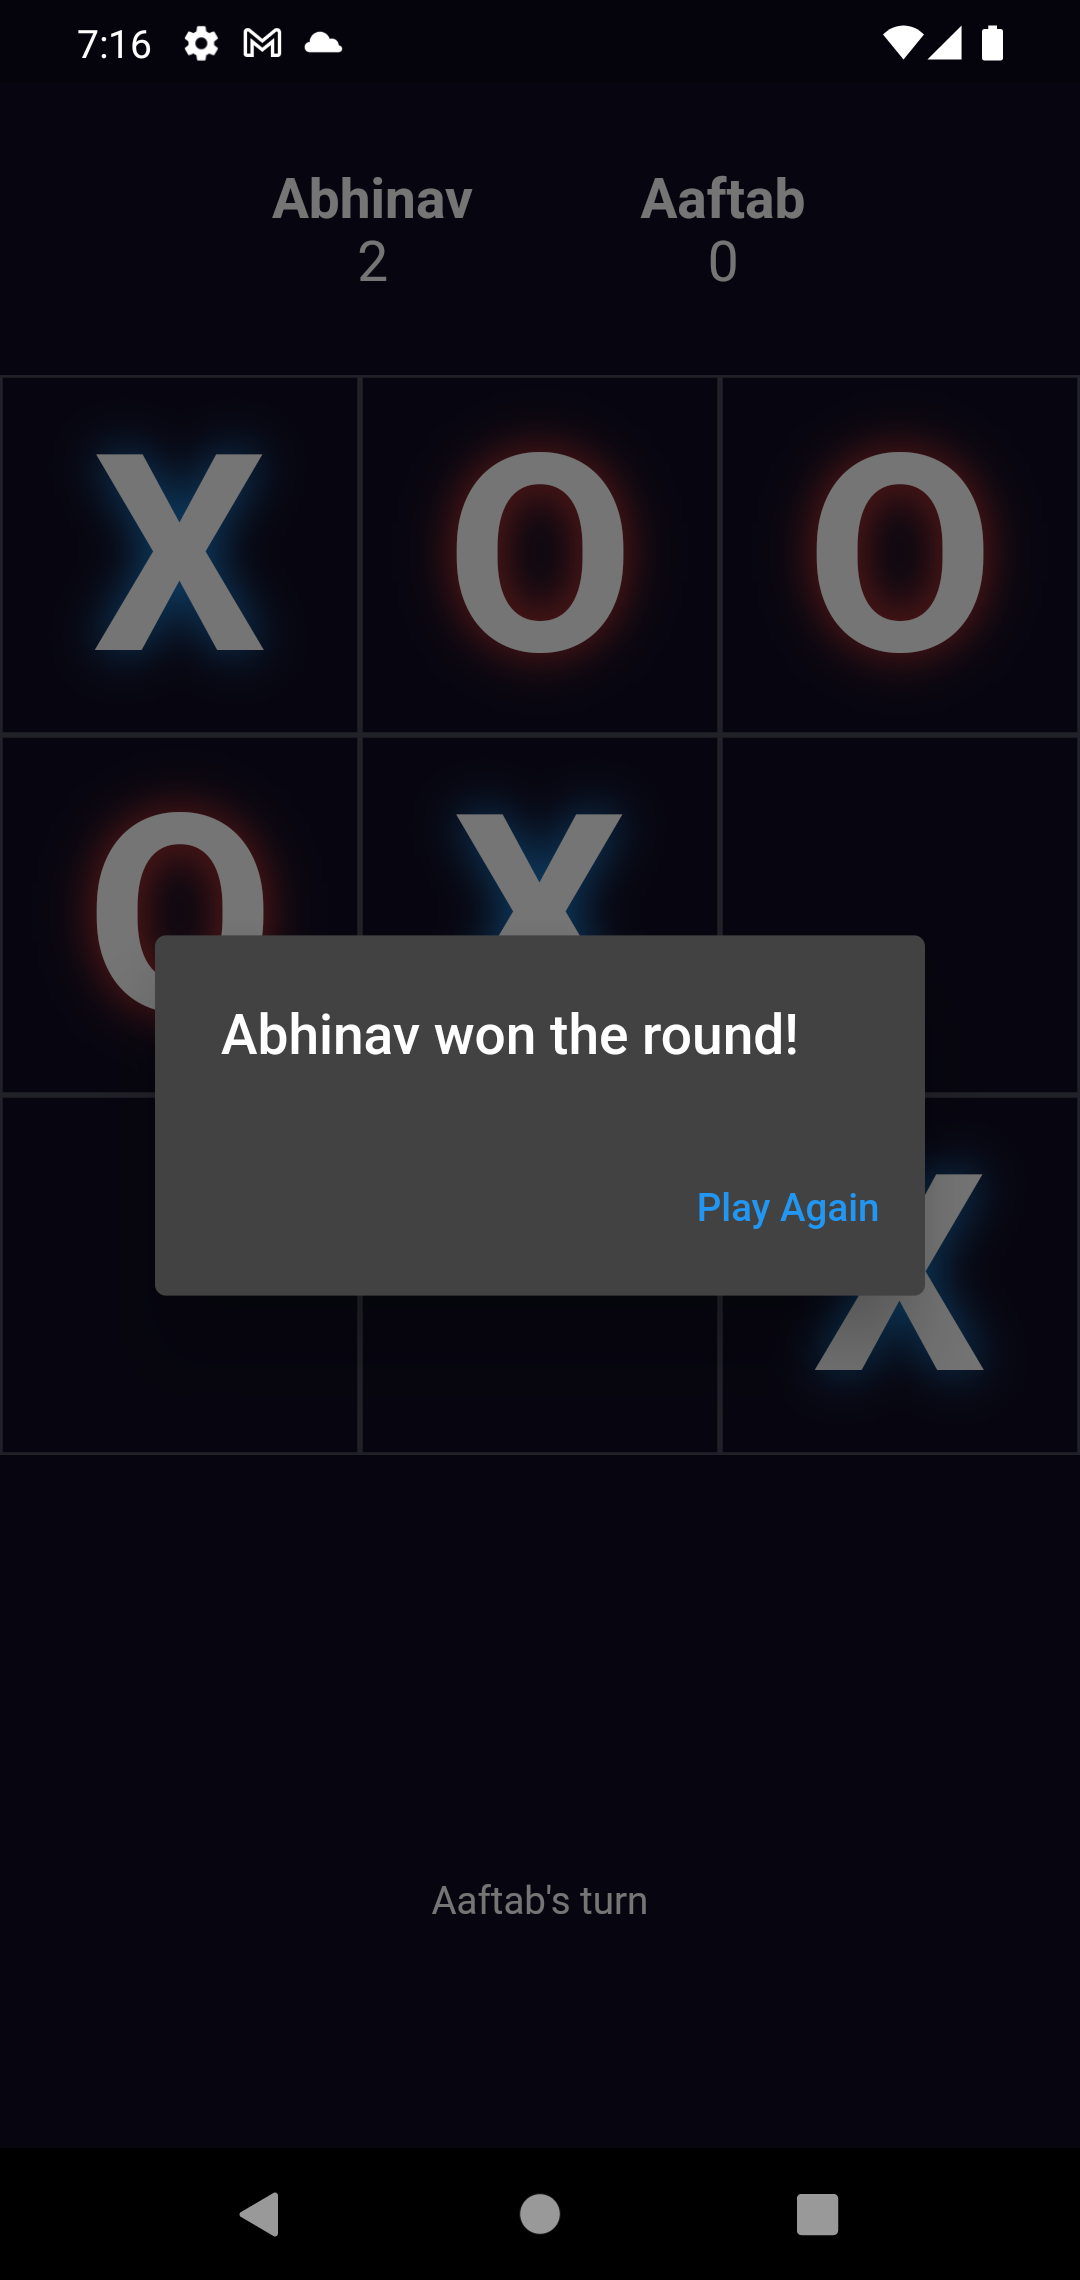 7:16
Abhinav Aaftab
2 0
X O O
O X
Abhinav won the round!
Play Again
X
Aaftab's turn